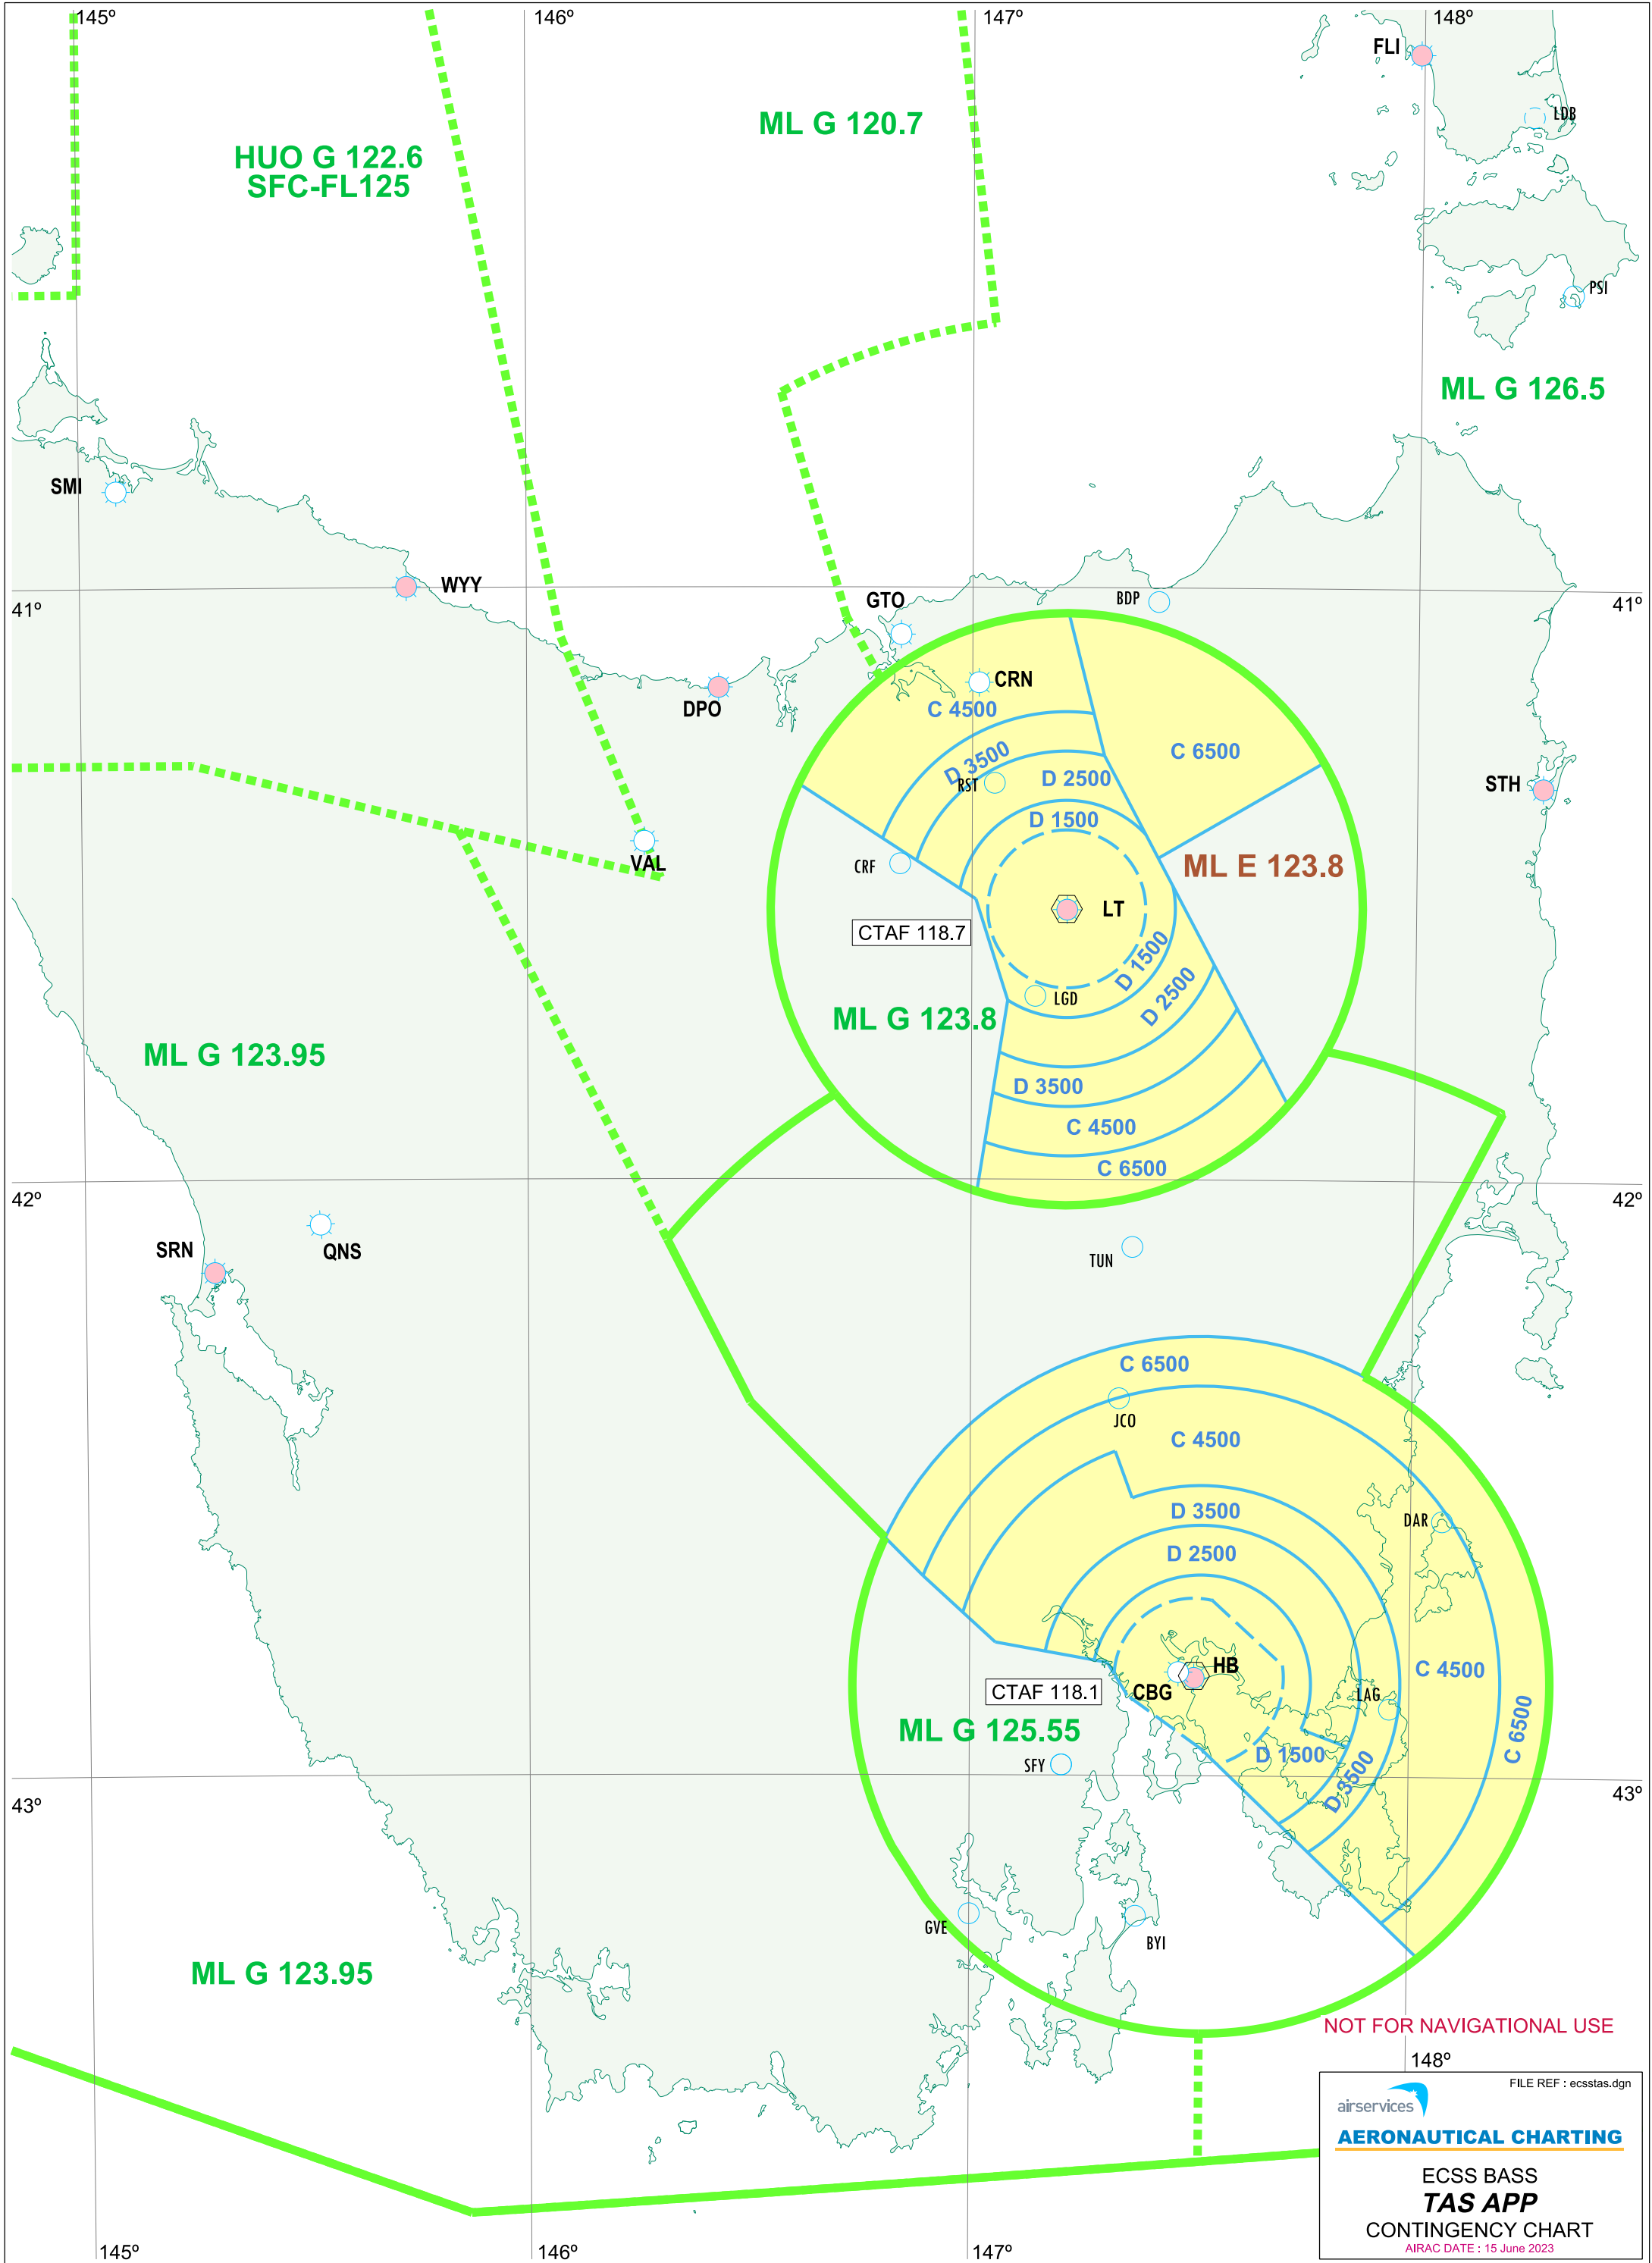 145º
146º
147º
148º
FLI
LDB
ML G 120.7
HUO G 122.6
SFC-FL125
PSI
ML G 126.5
SMI
WYY
41º
GTO
BDP
41º
CRN
DPO
C 4500
D 3500
C 6500
RST
D 2500
STH
D 1500
VAL
CRF
ML E 123.8
LT
CTAF 118.7
D 1500
LGD
D 2500
ML G 123.8
ML G 123.95
D 3500
C 4500
C 6500
42º
42º
SRN
QNS
TUN
C 6500
JCO
C 4500
D 3500
DAR
D 2500
HB
C 4500
CTAF 118.1
CBG
LAG
C 6500
ML G 125.55
D 1500
SFY
D 3500
43º
43º
GVE
BYI
ML G 123.95
NOT FOR NAVIGATIONAL USE
148º
FILE REF : ecsstas.dgn
airservices
AERONAUTICAL CHARTING
ECSS BASS
TAS APP
CONTINGENCY CHART
AIRAC DATE : 15 June 2023
145º
146º
147º